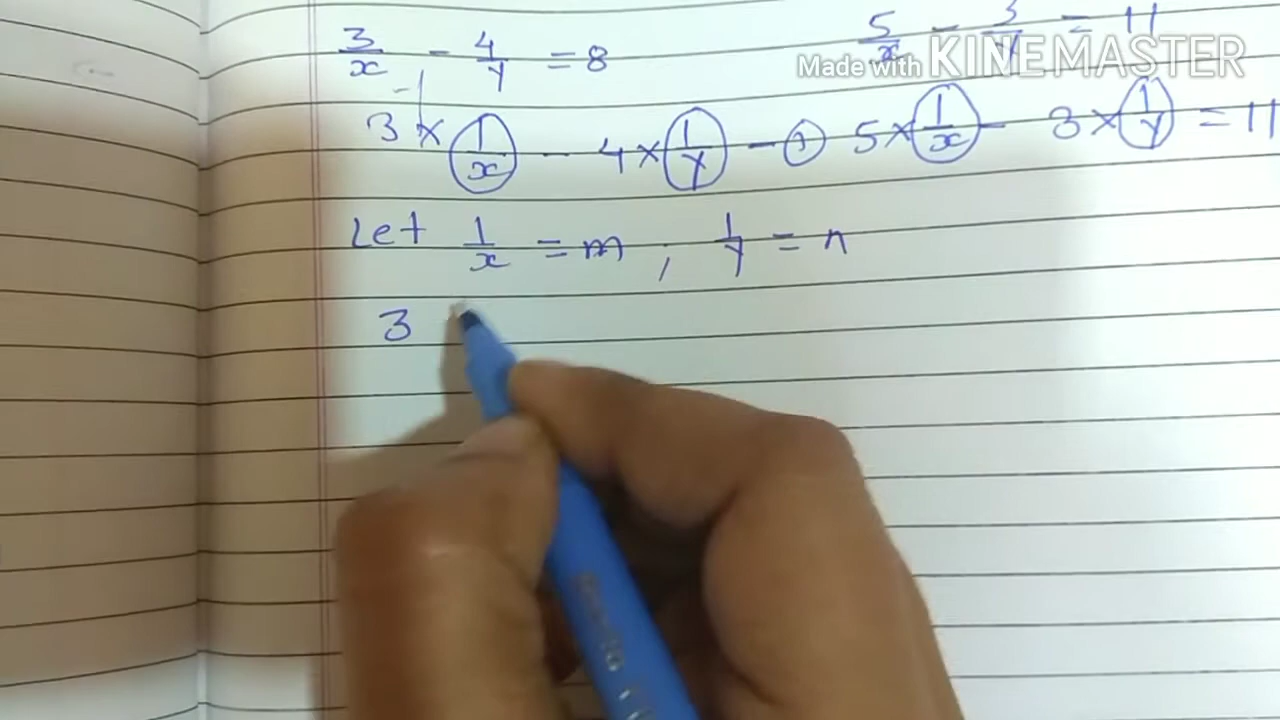 3/x - 4/y = 8 5/x - 3/y = 11
Made with KINEMASTER
3 × 1/x - 4 × 1/y - 1 5 × 1/x - 3 × 1/y = 11
Let 1/x = m ; 1/y = n
3